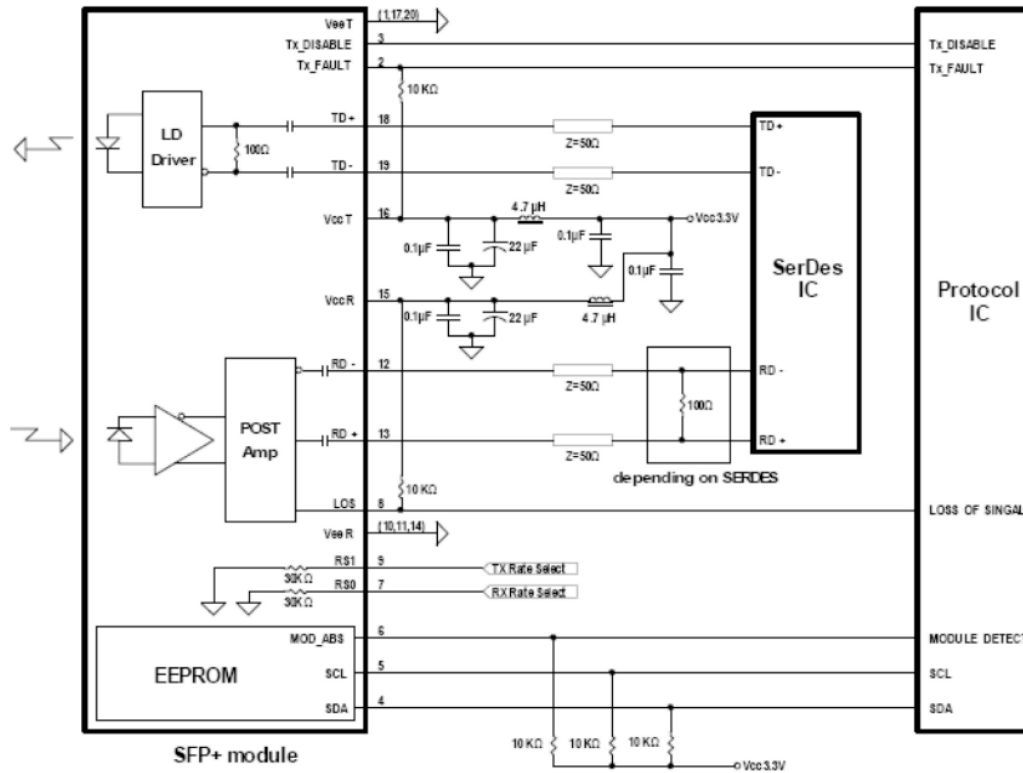 VeeT (1,17,20)
Tx_DISABLE 3 Tx_DISABLE
Tx_FAULT 2 Tx_FAULT
10 KΩ
LD
Driver
100Ω
TD+ 18 Z=50Ω TD+
TD- 19 Z=50Ω TD-
VccT 16 4.7 µH Vcc3.3V
0.1µF 22 µF 0.1µF 0.1µF
SerDes
IC
Protocol
IC
VccR 15 4.7 µH
0.1µF 22 µF
RD - 12 Z=50Ω RD -
100Ω
POST
Amp
RD + 13 Z=50Ω RD +
depending on SERDES
10 KΩ
LOS 8 LOSS OF SINGAL
VeeR (10,11,14)
RS1 9 TX Rate Select
30KΩ
RS0 7 RX Rate Select
30KΩ
EEPROM
MOD_ABS 6 MODULE DETECT
SCL 5 SCL
SDA 4 SDA
10 KΩ 10 KΩ 10 KΩ
Vcc3.3V
SFP+ module